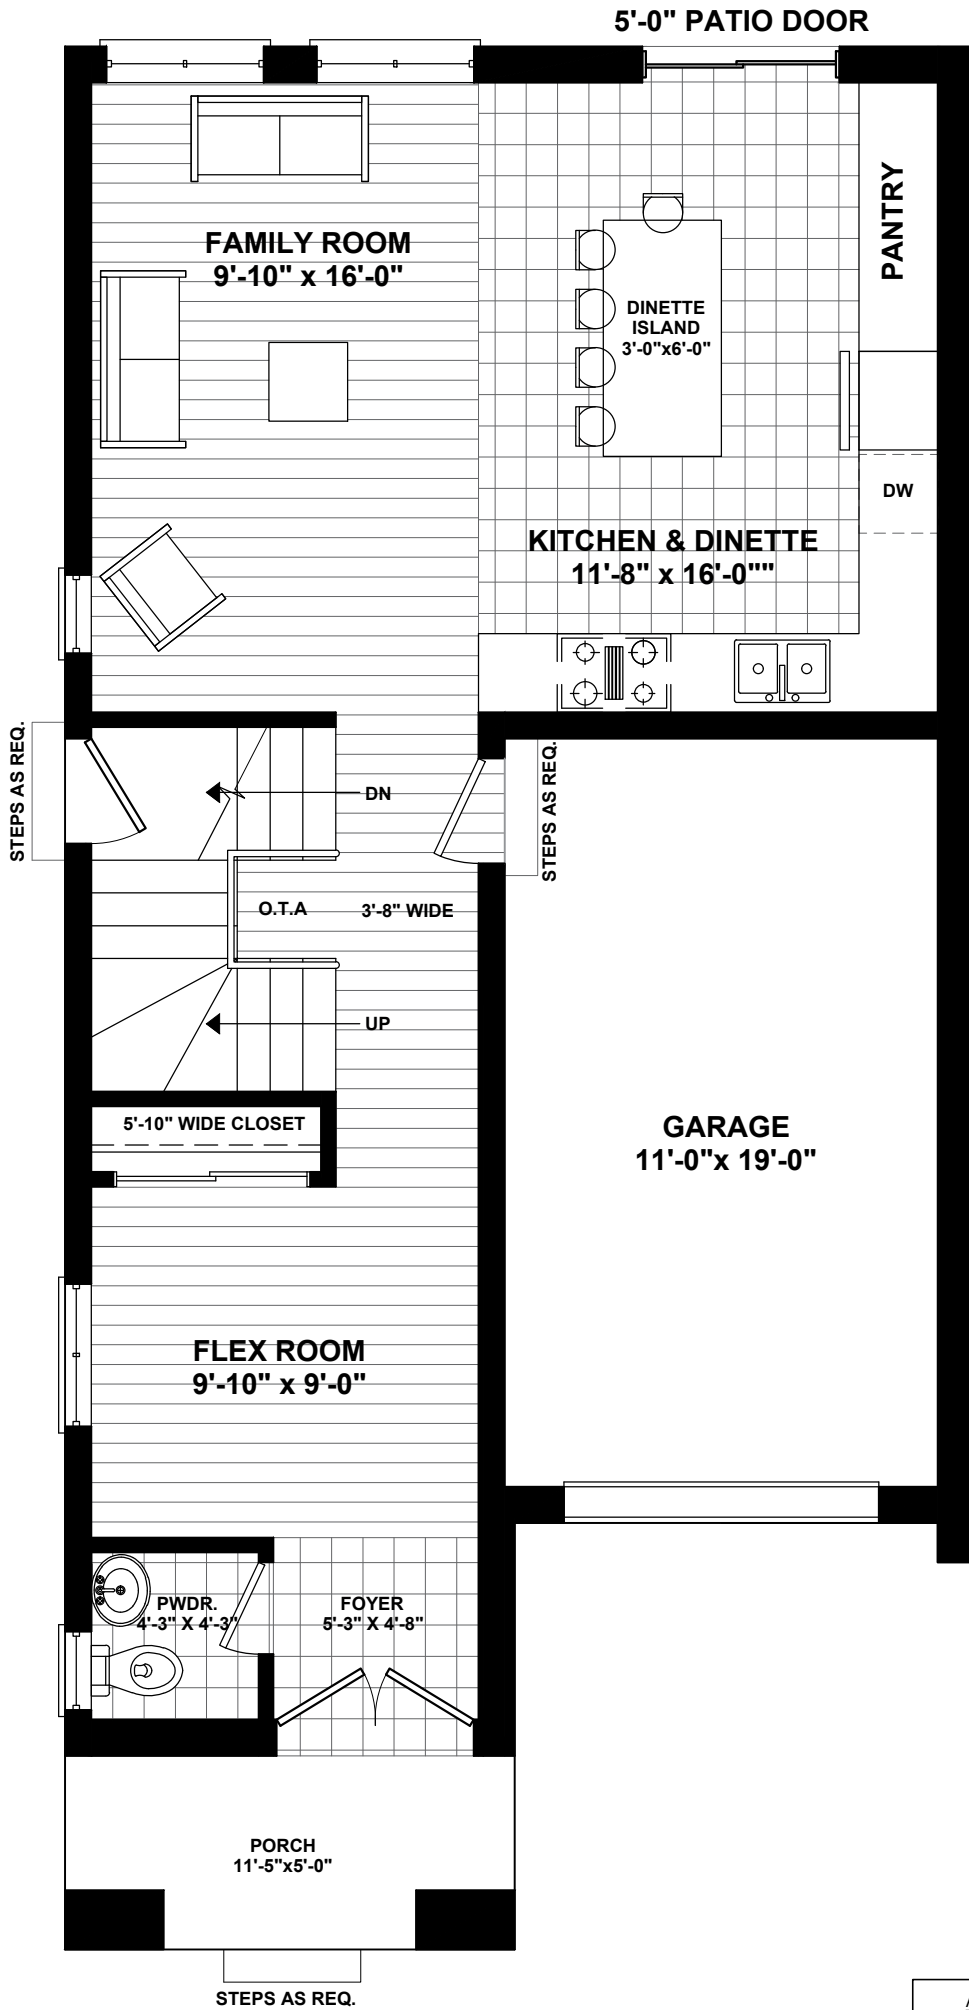 5'-0" PATIO DOOR
PANTRY
FAMILY ROOM
9'-10" x 16'-0"
DINETTE
ISLAND
3'-0"x6'-0"
DW
KITCHEN & DINETTE
11'-8" x 16'-0""
STEPS AS REQ.
DN
STEPS AS REQ.
O.T.A
3'-8" WIDE
UP
5'-10" WIDE CLOSET
GARAGE
11'-0"x 19'-0"
FLEX ROOM
9'-10" x 9'-0"
PWDR.
4'-3" X 4'-3"
FOYER
5'-3" X 4'-8"
PORCH
11'-5"x5'-0"
STEPS AS REQ.